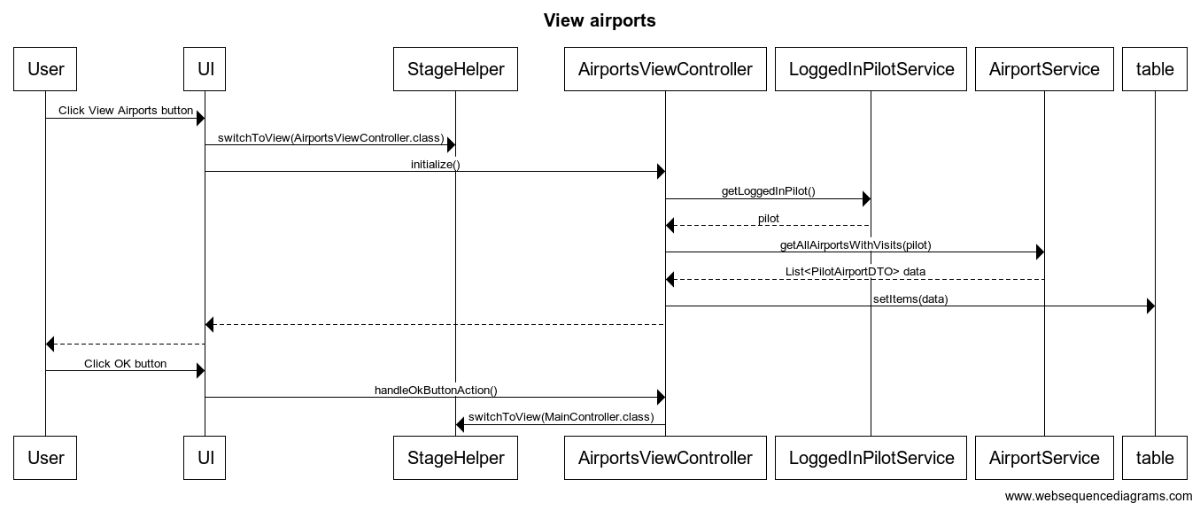 View airports
User UI StageHelper AirportsViewController LoggedInPilotService AirportService table
Click View Airports button
switchToView(AirportsViewController.class)
initialize()
getLoggedInPilot()
pilot
getAllAirportsWithVisits(pilot)
List<PilotAirportDTO> data
setItems(data)
Click OK button
handleOkButtonAction()
switchToView(MainController.class)
User UI StageHelper AirportsViewController LoggedInPilotService AirportService table
www.websequencediagrams.com